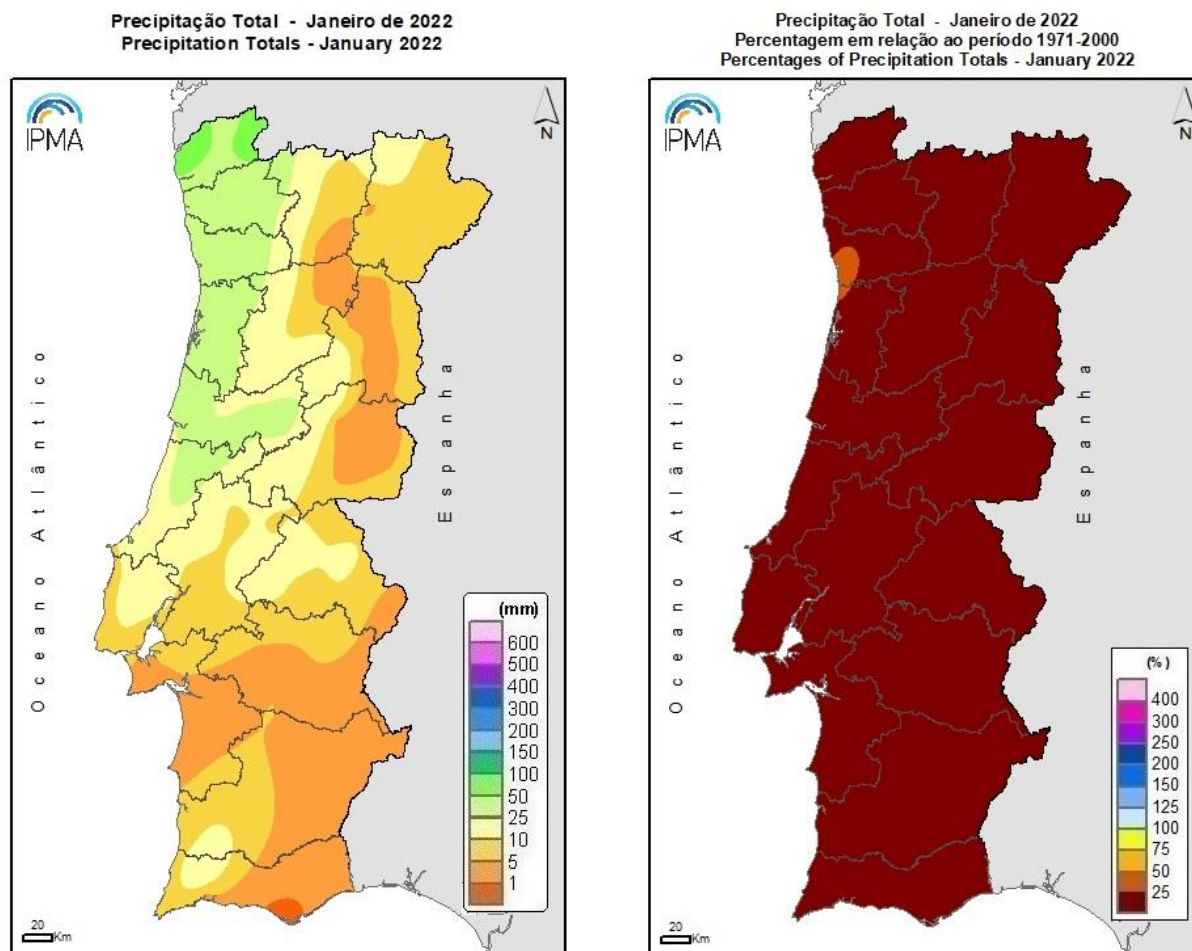 Precipitação Total - Janeiro de 2022
Precipitation Totals - January 2022
IPMA
N
Oceano Atlântico
Espanha
(mm)
600
500
400
300
200
150
100
50
25
10
5
1
20
Km
Precipitação Total - Janeiro de 2022
Percentagem em relação ao período 1971-2000
Percentages of Precipitation Totals - January 2022
IPMA
N
Oceano Atlântico
Espanha
(%)
400
300
250
200
150
125
100
75
50
25
20
Km